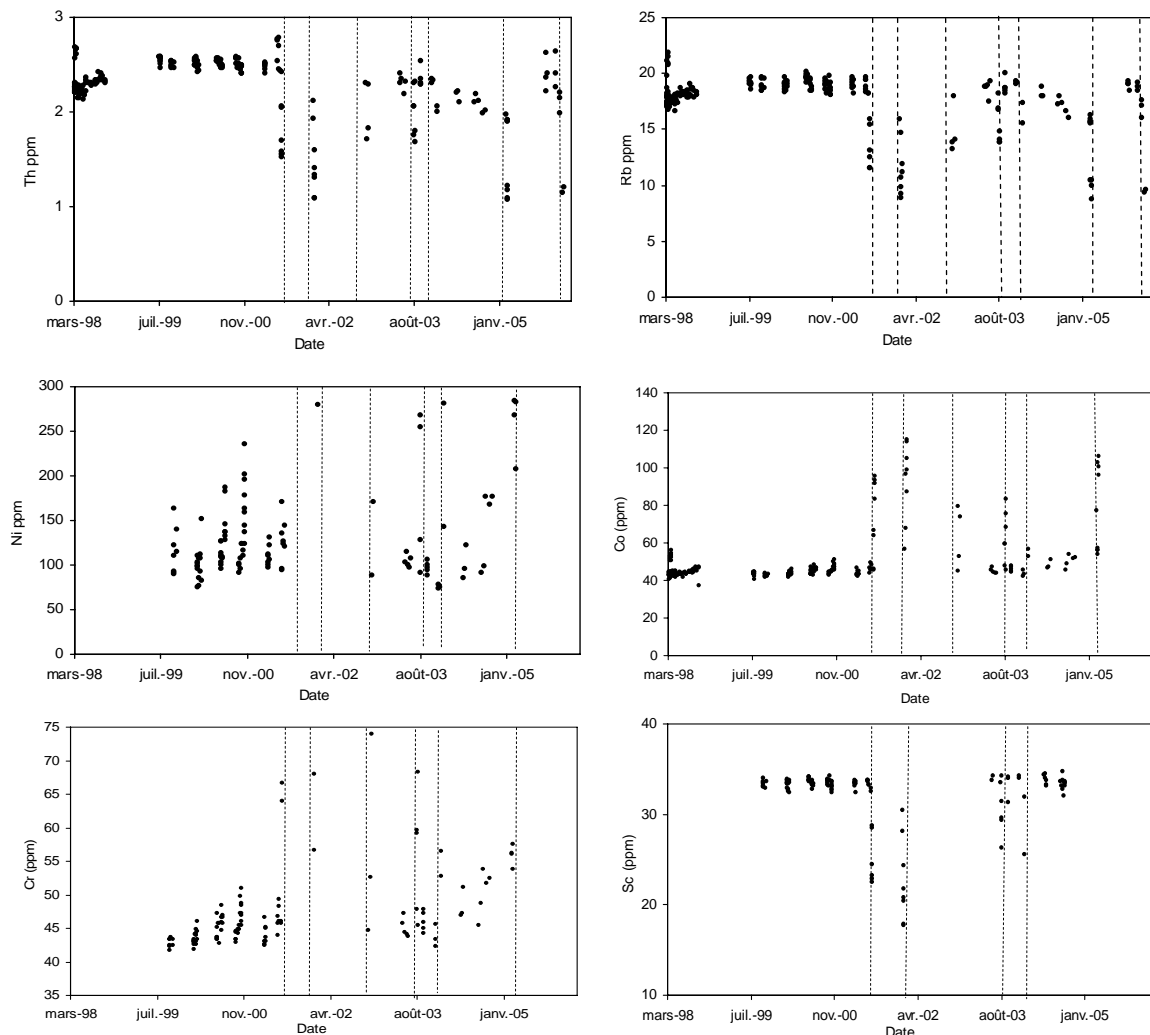 3
2
1
0
Th ppm
mars-98 juil.-99 nov.-00 avr.-02 août-03 janv.-05
Date
25
20
15
10
5
0
Rb ppm
mars-98 juil.-99 nov.-00 avr.-02 août-03 janv.-05
Date
300
250
200
150
100
50
0
Ni ppm
mars-98 juil.-99 nov.-00 avr.-02 août-03 janv.-05
Date
140
120
100
80
60
40
20
0
Co (ppm)
mars-98 juil.-99 nov.-00 avr.-02 août-03 janv.-05
Date
75
70
65
60
55
50
45
40
35
Cr (ppm)
mars-98 juil.-99 nov.-00 avr.-02 août-03 janv.-05
Date
40
30
20
10
Sc (ppm)
mars-98 juil.-99 nov.-00 avr.-02 août-03 janv.-05
Date